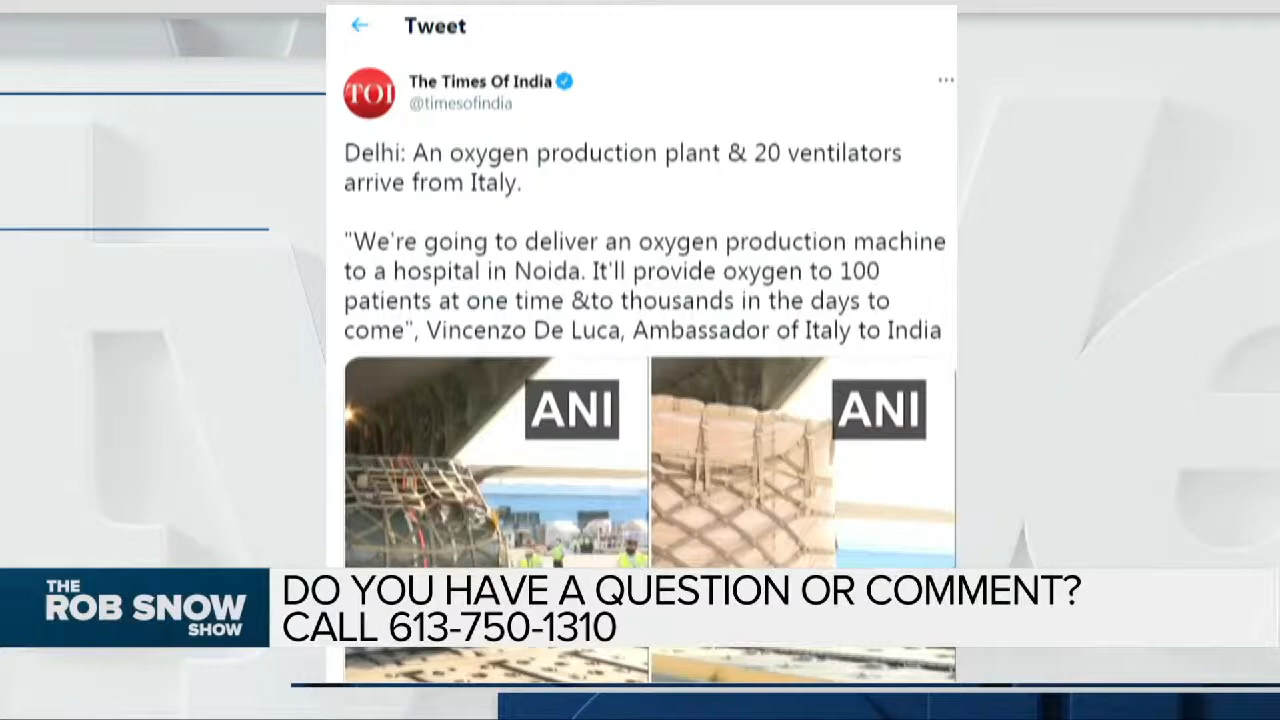 Tweet
TOI
The Times Of India
@timesofindia
Delhi: An oxygen production plant & 20 ventilators
arrive from Italy.
"We're going to deliver an oxygen production machine
to a hospital in Noida. It'll provide oxygen to 100
patients at one time &to thousands in the days to
come", Vincenzo De Luca, Ambassador of Italy to India
ANI
ANI
THE
ROB SNOW
SHOW
DO YOU HAVE A QUESTION OR COMMENT?
CALL 613-750-1310